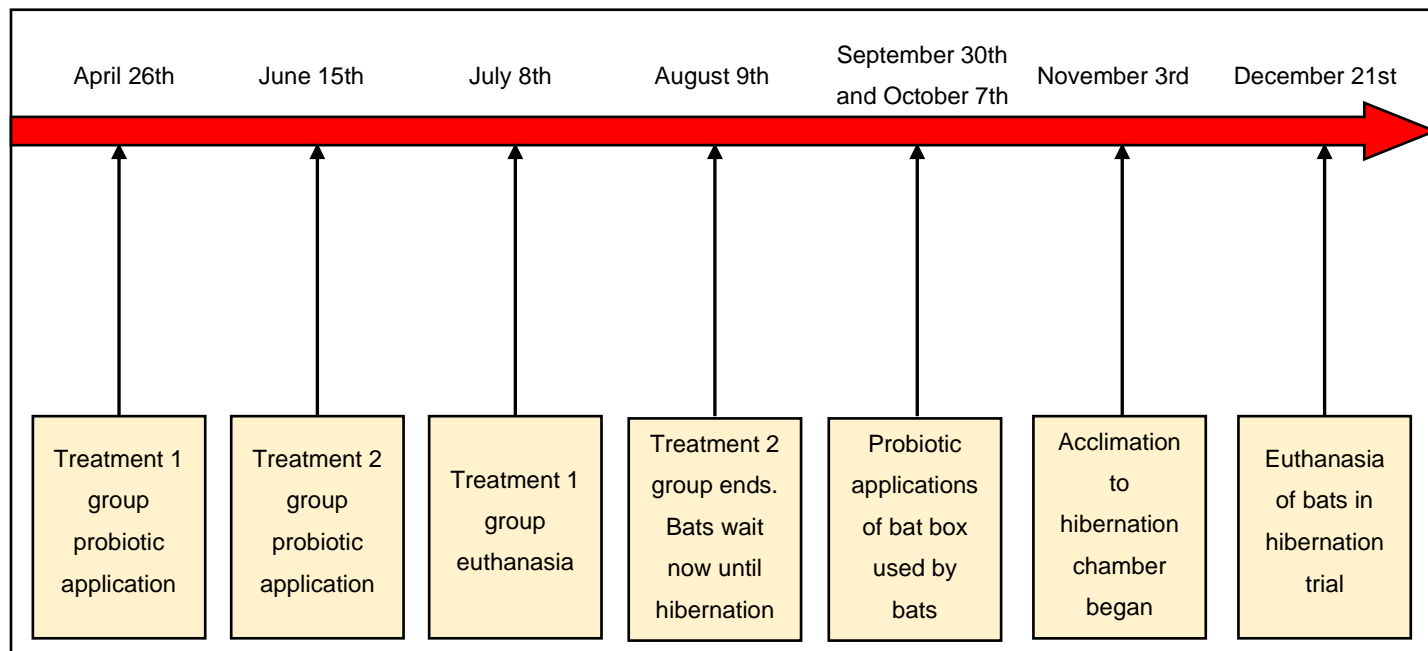 April 26th
June 15th
July 8th
August 9th
September 30th
and October 7th
November 3rd
December 21st
Treatment 1
group
probiotic
application
Treatment 2
group
probiotic
application
Treatment 1
group
euthanasia
Treatment 2
group ends.
Bats wait
now until
hibernation
Probiotic
applications
of bat box
used by
bats
Acclimation
to
hibernation
chamber
began
Euthanasia
of bats in
hibernation
trial